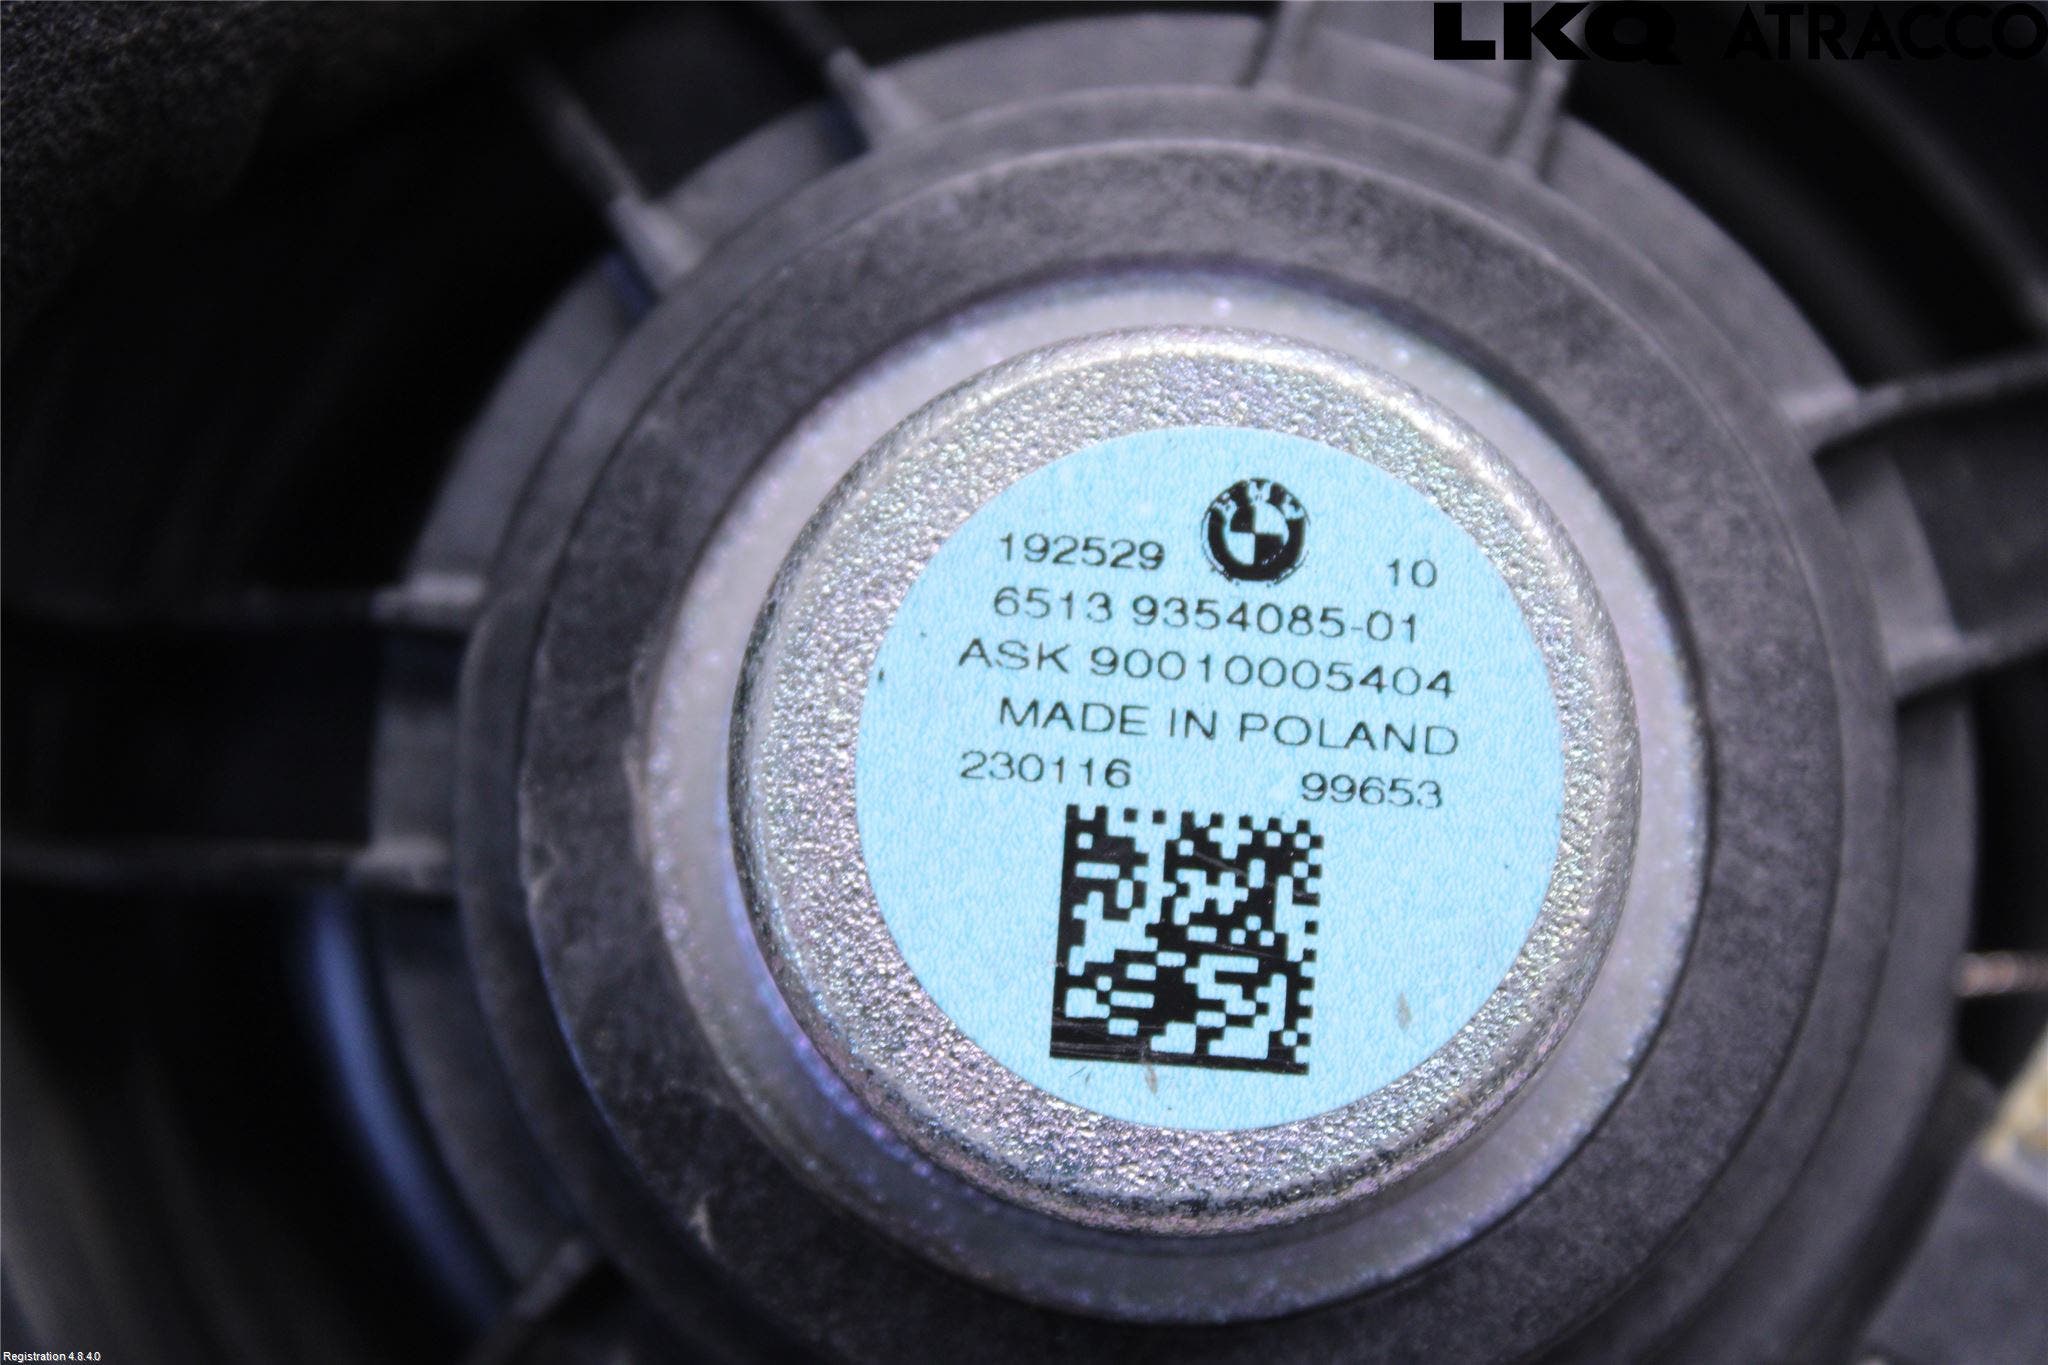 LKQ ATRACCO
BMW
192529 10
6513 9354085-01
ASK 90010005404
MADE IN POLAND
230116 99653
Registration 4.8.4.0